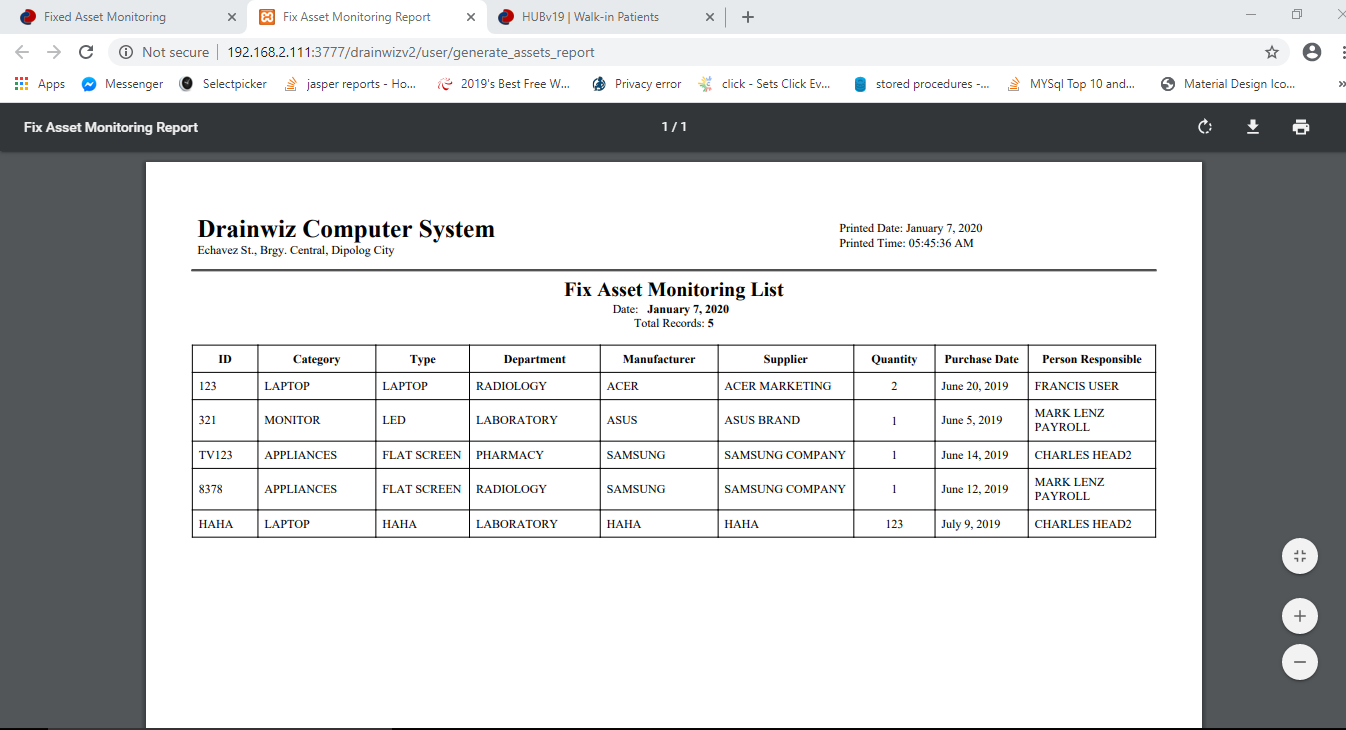 Fixed Asset Monitoring
Fix Asset Monitoring Report
HUBv19 | Walk-in Patients
Not secure | 192.168.2.111:3777/drainwizv2/user/generate_assets_report
Apps Messenger Selectpicker jasper reports - Ho... 2019's Best Free W... Privacy error click - Sets Click Ev... stored procedures -... MYSql Top 10 and... Material Design Ico... »
Fix Asset Monitoring Report 1 / 1
Drainwiz Computer System
Echavez St., Brgy. Central, Dipolog City
Printed Date: January 7, 2020
Printed Time: 05:45:36 AM
Fix Asset Monitoring List
Date: January 7, 2020
Total Records: 5
ID Category Type Department Manufacturer Supplier Quantity Purchase Date Person Responsible
123 LAPTOP LAPTOP RADIOLOGY ACER ACER MARKETING 2 June 20, 2019 FRANCIS USER
321 MONITOR LED LABORATORY ASUS ASUS BRAND 1 June 5, 2019 MARK LENZ
PAYROLL
TV123 APPLIANCES FLAT SCREEN PHARMACY SAMSUNG SAMSUNG COMPANY 1 June 14, 2019 CHARLES HEAD2
8378 APPLIANCES FLAT SCREEN RADIOLOGY SAMSUNG SAMSUNG COMPANY 1 June 12, 2019 MARK LENZ
PAYROLL
HAHA LAPTOP HAHA LABORATORY HAHA HAHA 123 July 9, 2019 CHARLES HEAD2